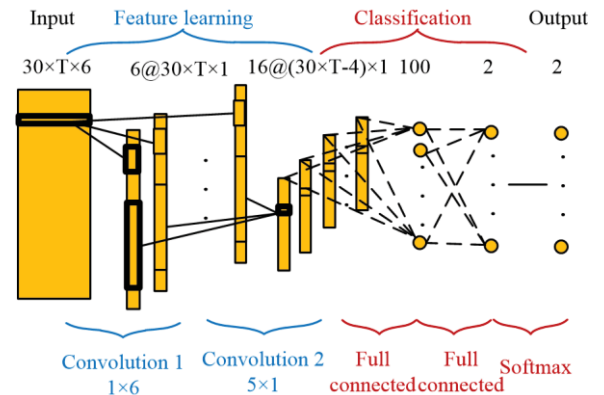 Input Feature learning Classification Output
30×T×6 6@30×T×1 16@(30×T-4)×1 100 2 2
Convolution 1 Convolution 2 Full Full Softmax
1×6 5×1 connected connected